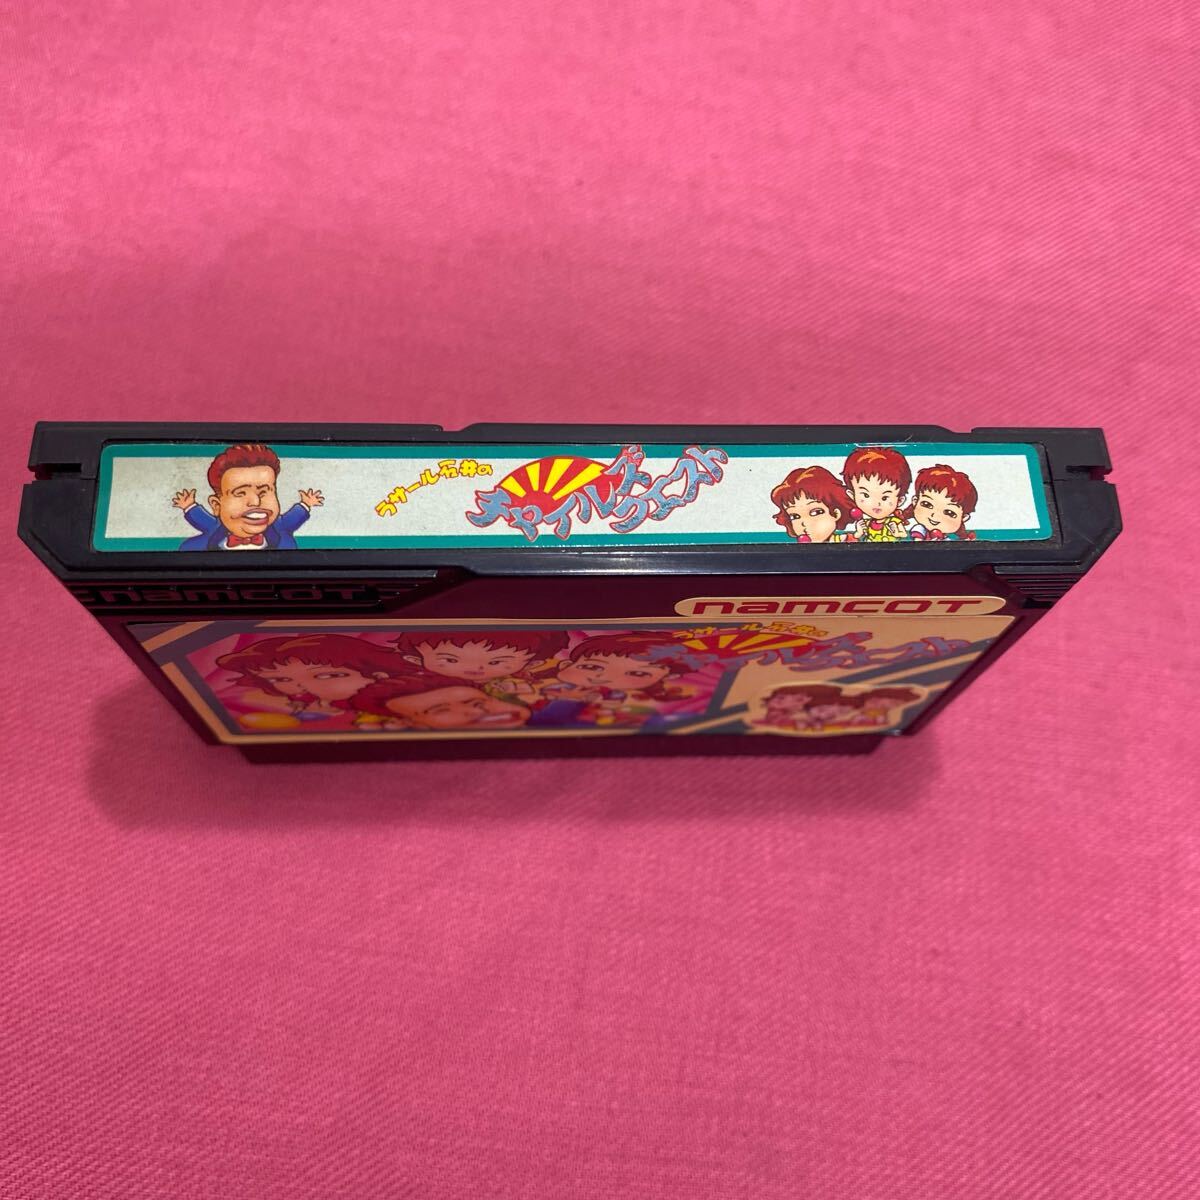 ラサール石井の
チャイルズ
クエスト
namcoT
namcoT
ラサール石井の
チャイルズ
クエスト